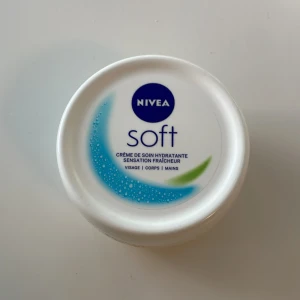 NIVEA
soft
CRÈME DE SOIN HYDRATANTE
SENSATION FRAÎCHEUR
VISAGE | CORPS | MAINS